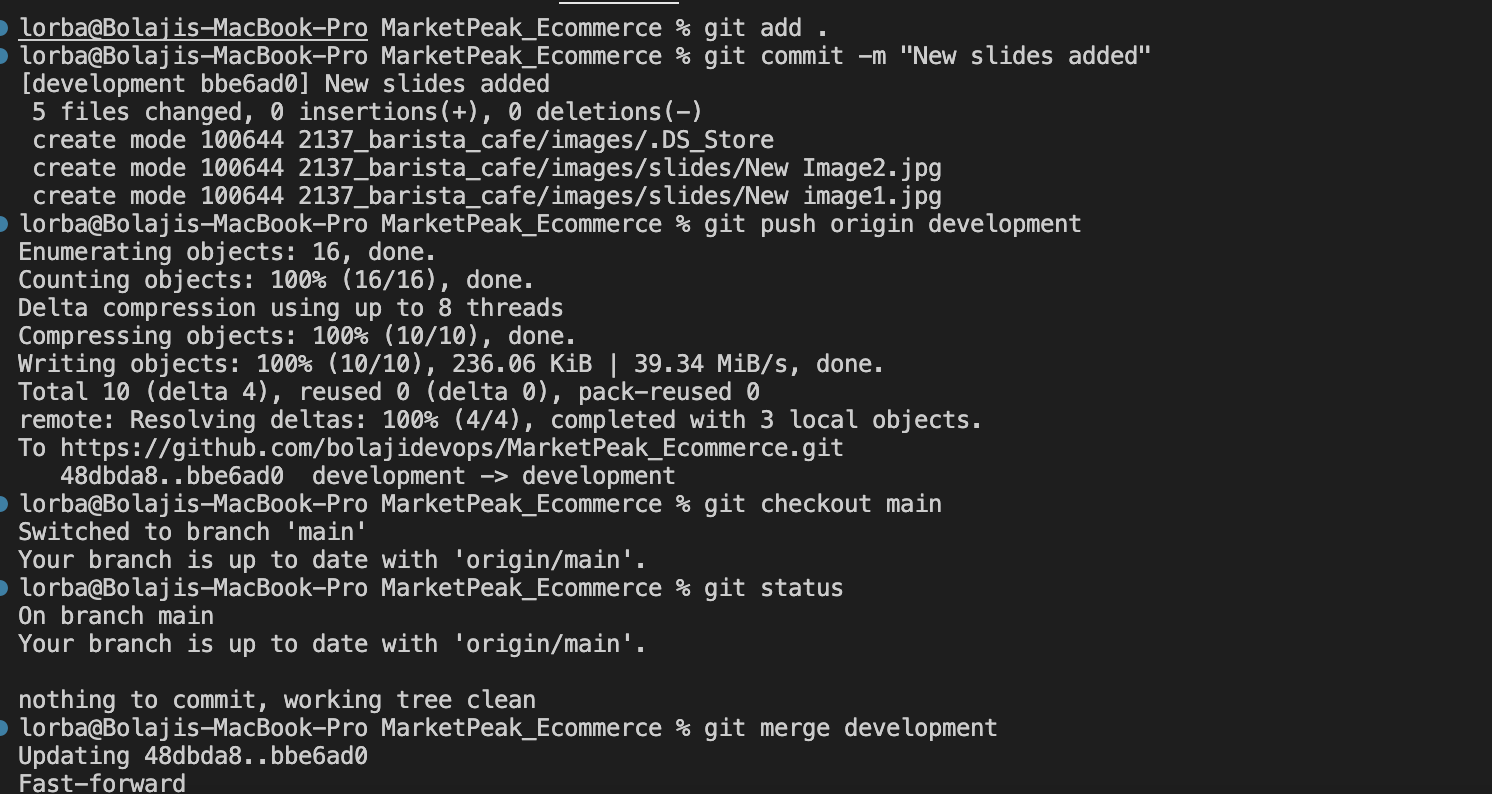 lorba@Bolajis-MacBook-Pro MarketPeak_Ecommerce % git add .
lorba@Bolajis-MacBook-Pro MarketPeak_Ecommerce % git commit -m "New slides added"
[development bbe6ad0] New slides added
 5 files changed, 0 insertions(+), 0 deletions(-)
 create mode 100644 2137_barista_cafe/images/.DS_Store
 create mode 100644 2137_barista_cafe/images/slides/New Image2.jpg
 create mode 100644 2137_barista_cafe/images/slides/New image1.jpg
lorba@Bolajis-MacBook-Pro MarketPeak_Ecommerce % git push origin development
Enumerating objects: 16, done.
Counting objects: 100% (16/16), done.
Delta compression using up to 8 threads
Compressing objects: 100% (10/10), done.
Writing objects: 100% (10/10), 236.06 KiB | 39.34 MiB/s, done.
Total 10 (delta 4), reused 0 (delta 0), pack-reused 0
remote: Resolving deltas: 100% (4/4), completed with 3 local objects.
To https://github.com/bolajidevops/MarketPeak_Ecommerce.git
   48dbda8..bbe6ad0  development -> development
lorba@Bolajis-MacBook-Pro MarketPeak_Ecommerce % git checkout main
Switched to branch 'main'
Your branch is up to date with 'origin/main'.
lorba@Bolajis-MacBook-Pro MarketPeak_Ecommerce % git status
On branch main
Your branch is up to date with 'origin/main'.

nothing to commit, working tree clean
lorba@Bolajis-MacBook-Pro MarketPeak_Ecommerce % git merge development
Updating 48dbda8..bbe6ad0
Fast-forward